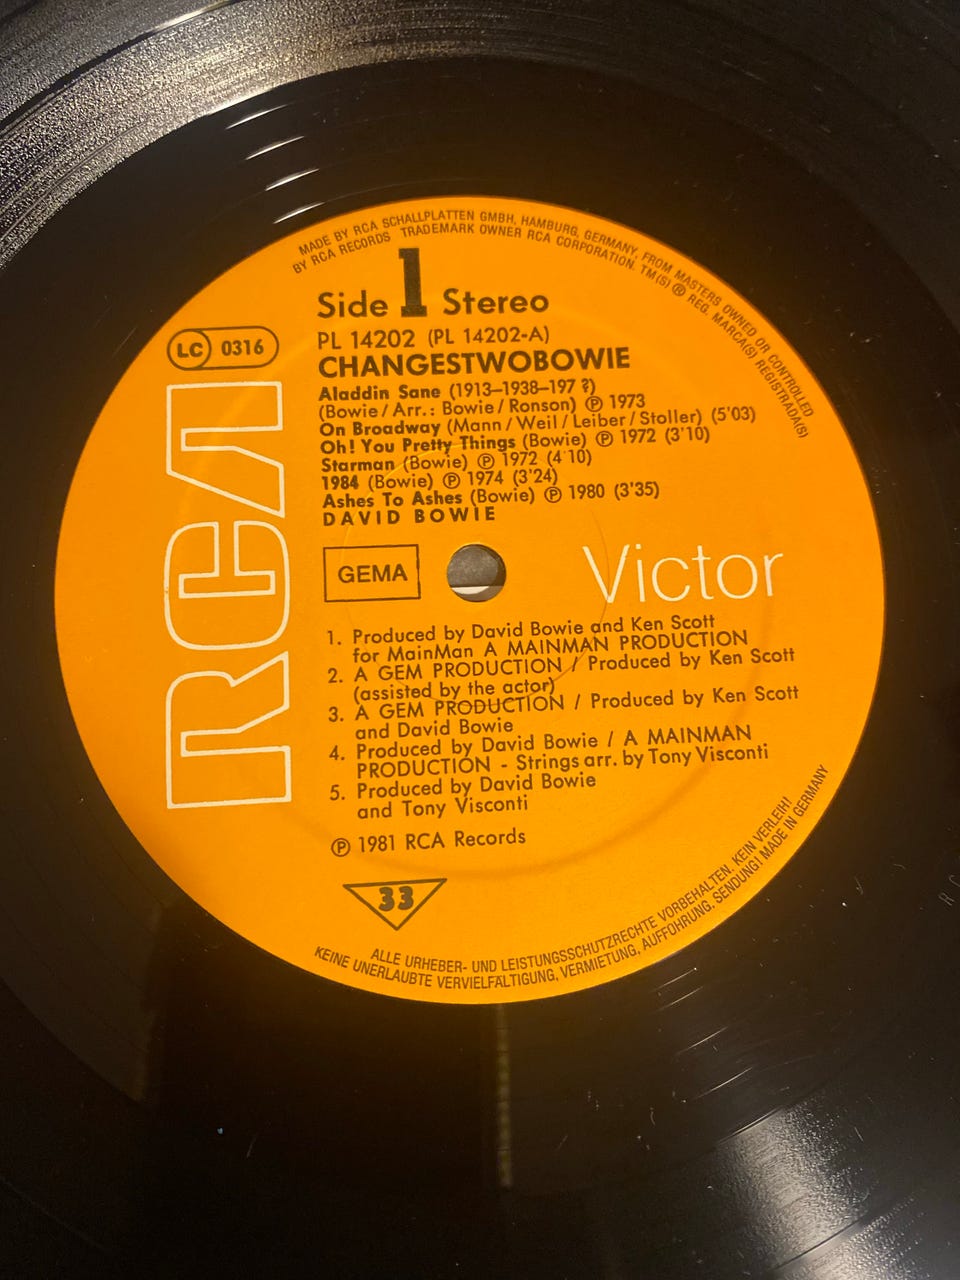 MADE BY RCA SCHALLPLATTEN GMBH, HAMBURG, GERMANY, FROM MASTERS OWNED OR CONTROLLED
BY RCA RECORDS TRADEMARK OWNER RCA CORPORATION. TM(S) ® REG. MARCA(S) REGISTRADA(S)
Side 1 Stereo
PL 14202 (PL 14202-A)
LC 0316
CHANGESTWOBOWIE
Aladdin Sane (1913–1938–197 ?)
(Bowie / Arr.: Bowie / Ronson) ℗ 1973
On Broadway (Mann / Weil / Leiber / Stoller) (5'03)
Oh! You Pretty Things (Bowie) ℗ 1972 (3'10)
Starman (Bowie) ℗ 1972 (4'10)
1984 (Bowie) ℗ 1974 (3'24)
Ashes To Ashes (Bowie) ℗ 1980 (3'35)
DAVID BOWIE
RCA
GEMA
Victor
1. Produced by David Bowie and Ken Scott
for MainMan A MAINMAN PRODUCTION
2. A GEM PRODUCTION / Produced by Ken Scott
(assisted by the actor)
3. A GEM PRODUCTION / Produced by Ken Scott
and David Bowie
4. Produced by David Bowie / A MAINMAN
PRODUCTION - Strings arr. by Tony Visconti
5. Produced by David Bowie
and Tony Visconti
℗ 1981 RCA Records
33
ALLE URHEBER- UND LEISTUNGSSCHUTZRECHTE VORBEHALTEN. KEIN VERLEIH!
KEINE UNERLAUBTE VERVIELFÄLTIGUNG, VERMIETUNG, AUFFÜHRUNG, SENDUNG! MADE IN GERMANY